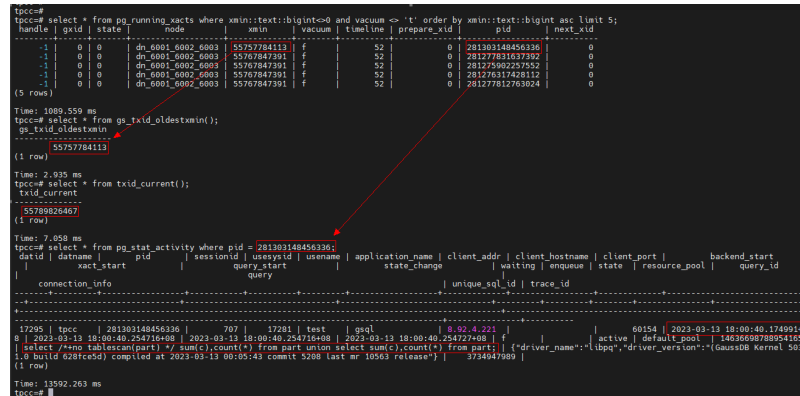 tpcc=#
tpcc=# select * from pg_running_xacts where xmin::text::bigint<>0 and vacuum <> 't' order by xmin::text::bigint asc limit 5;
handle | gxid | state | node | xmin | vacuum | timeline | prepare_xid | pid | next_xid
--------+------+-------+----------------+-------------+--------+----------+-------------+-----------------+----------
-1 | 0 | 0 | dn_6001_6002_6003 | 55757784113 | f | 52 | 0 | 281303148456336 | 0
-1 | 0 | 0 | dn_6001_6002_6003 | 55767847391 | f | 52 | 0 | 281277831637392 | 0
-1 | 0 | 0 | dn_6001_6002_6003 | 55767847391 | f | 52 | 0 | 281275902257552 | 0
-1 | 0 | 0 | dn_6001_6002_6003 | 55767847391 | f | 52 | 0 | 281276317428112 | 0
-1 | 0 | 0 | dn_6001_6002_6003 | 55767847391 | f | 52 | 0 | 281277812763024 | 0
(5 rows)
Time: 1089.559 ms
tpcc=# select * from gs_txid_oldestxmin();
gs_txid_oldestxmin
--------------------
55757784113
(1 row)
Time: 2.935 ms
tpcc=# select * from txid_current();
txid_current
--------------
55789826467
(1 row)
Time: 7.058 ms
tpcc=# select * from pg_stat_activity where pid = 281303148456336;
datid | datname | pid | sessionid | usesysid | usename | application_name | client_addr | client_hostname | client_port | backend_start
| xact_start | query_start | state_change | waiting | enqueue | state | resource_pool | query_id
| query
connection_info | unique_sql_id | trace_id
17295 | tpcc | 281303148456336 | 707 | 17281 | test | gsql | 8.92.4.221 | | 60154 | 2023-03-13 18:00:40.174991+
8 | 2023-03-13 18:00:40.254716+08 | 2023-03-13 18:00:40.254716+08 | 2023-03-13 18:00:40.254727+08 | f | | active | default_pool | 1463669878895416
| select /*+no tablescan(part) */ sum(c),count(*) from part union select sum(c),count(*) from part; | {"driver_name":"libpq","driver_version":"(GaussDB Kernel 503
1.0 build 628fce5d) compiled at 2023-03-13 00:05:43 commit 5208 last mr 10563 release"} | 3734947989 |
(1 row)
Time: 13592.263 ms
tpcc=#